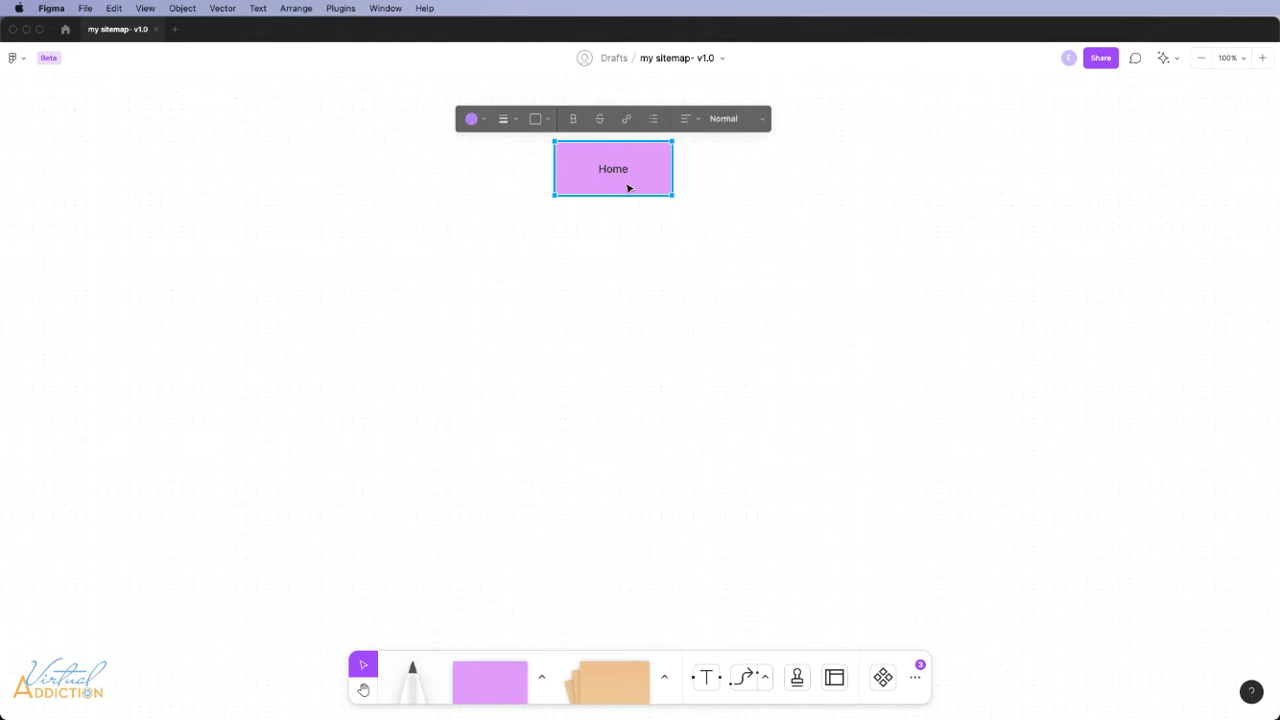 Figma File Edit View Object Vector Text Arrange Plugins Window Help
my sitemap- v1.0
Beta
Drafts / my sitemap- v1.0
E
Share
100%
Normal
Home
T
3
?
Virtual
ADDICTION